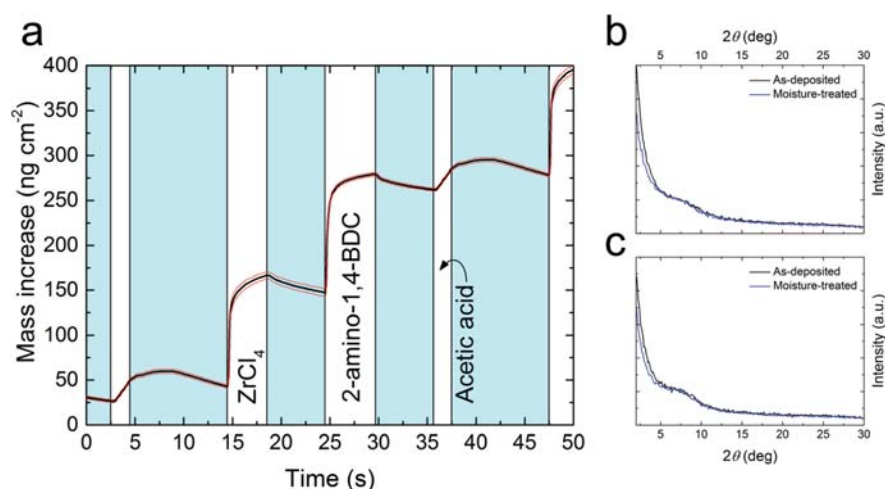 a
Mass increase (ng cm⁻²)
400
350
300
250
200
150
100
50
0
ZrCl₄
2-amino-1,4-BDC
Acetic acid
0 5 10 15 20 25 30 35 40 45 50
Time (s)
b
2θ (deg)
5 10 15 20 25 30
As-deposited
Moisture-treated
Intensity (a.u.)
c
As-deposited
Moisture-treated
Intensity (a.u.)
5 10 15 20 25 30
2θ (deg)